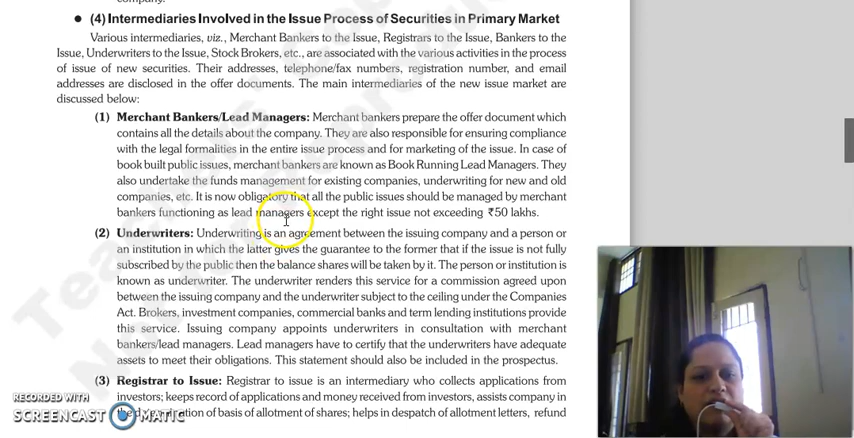 company.
(4) Intermediaries Involved in the Issue Process of Securities in Primary Market
Various intermediaries, viz., Merchant Bankers to the Issue, Registrars to the Issue, Bankers to the
Issue, Underwriters to the Issue, Stock Brokers, etc., are associated with the various activities in the process
of issue of new securities. Their addresses, telephone/fax numbers, registration number, and email
addresses are disclosed in the offer documents. The main intermediaries of the new issue market are
discussed below:
(1) Merchant Bankers/Lead Managers: Merchant bankers prepare the offer document which
contains all the details about the company. They are also responsible for ensuring compliance
with the legal formalities in the entire issue process and for marketing of the issue. In case of
book built public issues, merchant bankers are known as Book Running Lead Managers. They
also undertake the funds management for existing companies, underwriting for new and old
companies, etc. It is now obligatory that all the public issues should be managed by merchant
bankers functioning as lead managers except the right issue not exceeding ₹50 lakhs.
(2) Underwriters: Underwriting is an agreement between the issuing company and a person or
an institution in which the latter gives the guarantee to the former that if the issue is not fully
subscribed by the public then the balance shares will be taken by it. The person or institution is
known as underwriter. The underwriter renders this service for a commission agreed upon
between the issuing company and the underwriter subject to the ceiling under the Companies
Act. Brokers, investment companies, commercial banks and term lending institutions provide
this service. Issuing company appoints underwriters in consultation with merchant
bankers/lead managers. Lead managers have to certify that the underwriters have adequate
assets to meet their obligations. This statement should also be included in the prospectus.
(3) Registrar to Issue: Registrar to issue is an intermediary who collects applications from
investors; keeps record of applications and money received from investors, assists company in
of basis of allotment of shares; helps in despatch of allotment letters, refund
RECORDED WITH
SCREENCAST MATIC